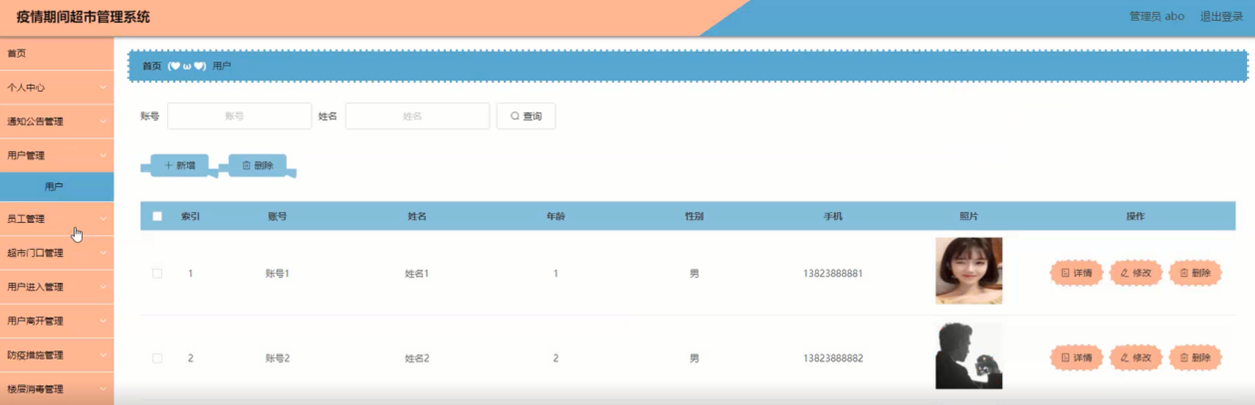 疫情期间超市管理系统
管理员 abo 退出登录
首页
个人中心
通知公告管理
用户管理
用户
员工管理
超市门口管理
用户进入管理
用户离开管理
防疫措施管理
楼层消毒管理
首页 (❤ ω ❤) 用户
账号 账号 姓名 姓名 查询
新增 删除
索引 账号 姓名 年龄 性别 手机 照片 操作
1 账号1 姓名1 1 男 13823888881 详情 修改 删除
2 账号2 姓名2 2 男 13823888882 详情 修改 删除